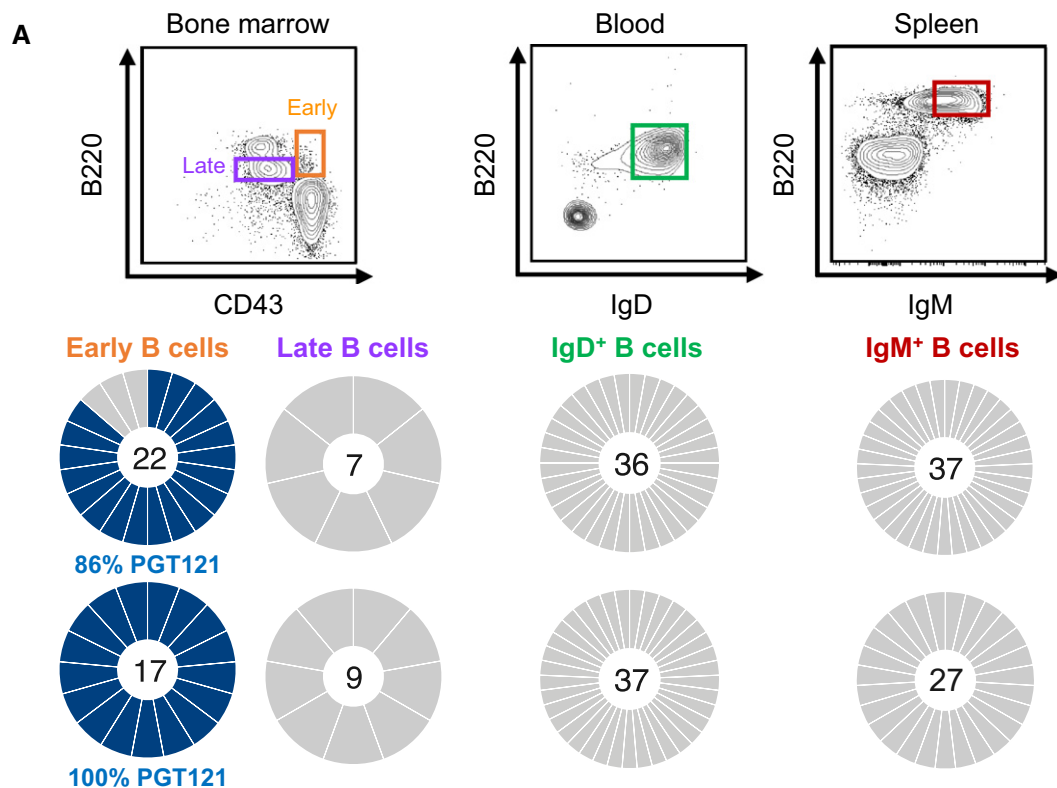 A
Bone marrow
Blood
Spleen
B220
Early
Late
CD43
B220
IgD
B220
IgM
Early B cells
Late B cells
IgD⁺ B cells
IgM⁺ B cells
22
7
36
37
86% PGT121
17
9
37
27
100% PGT121